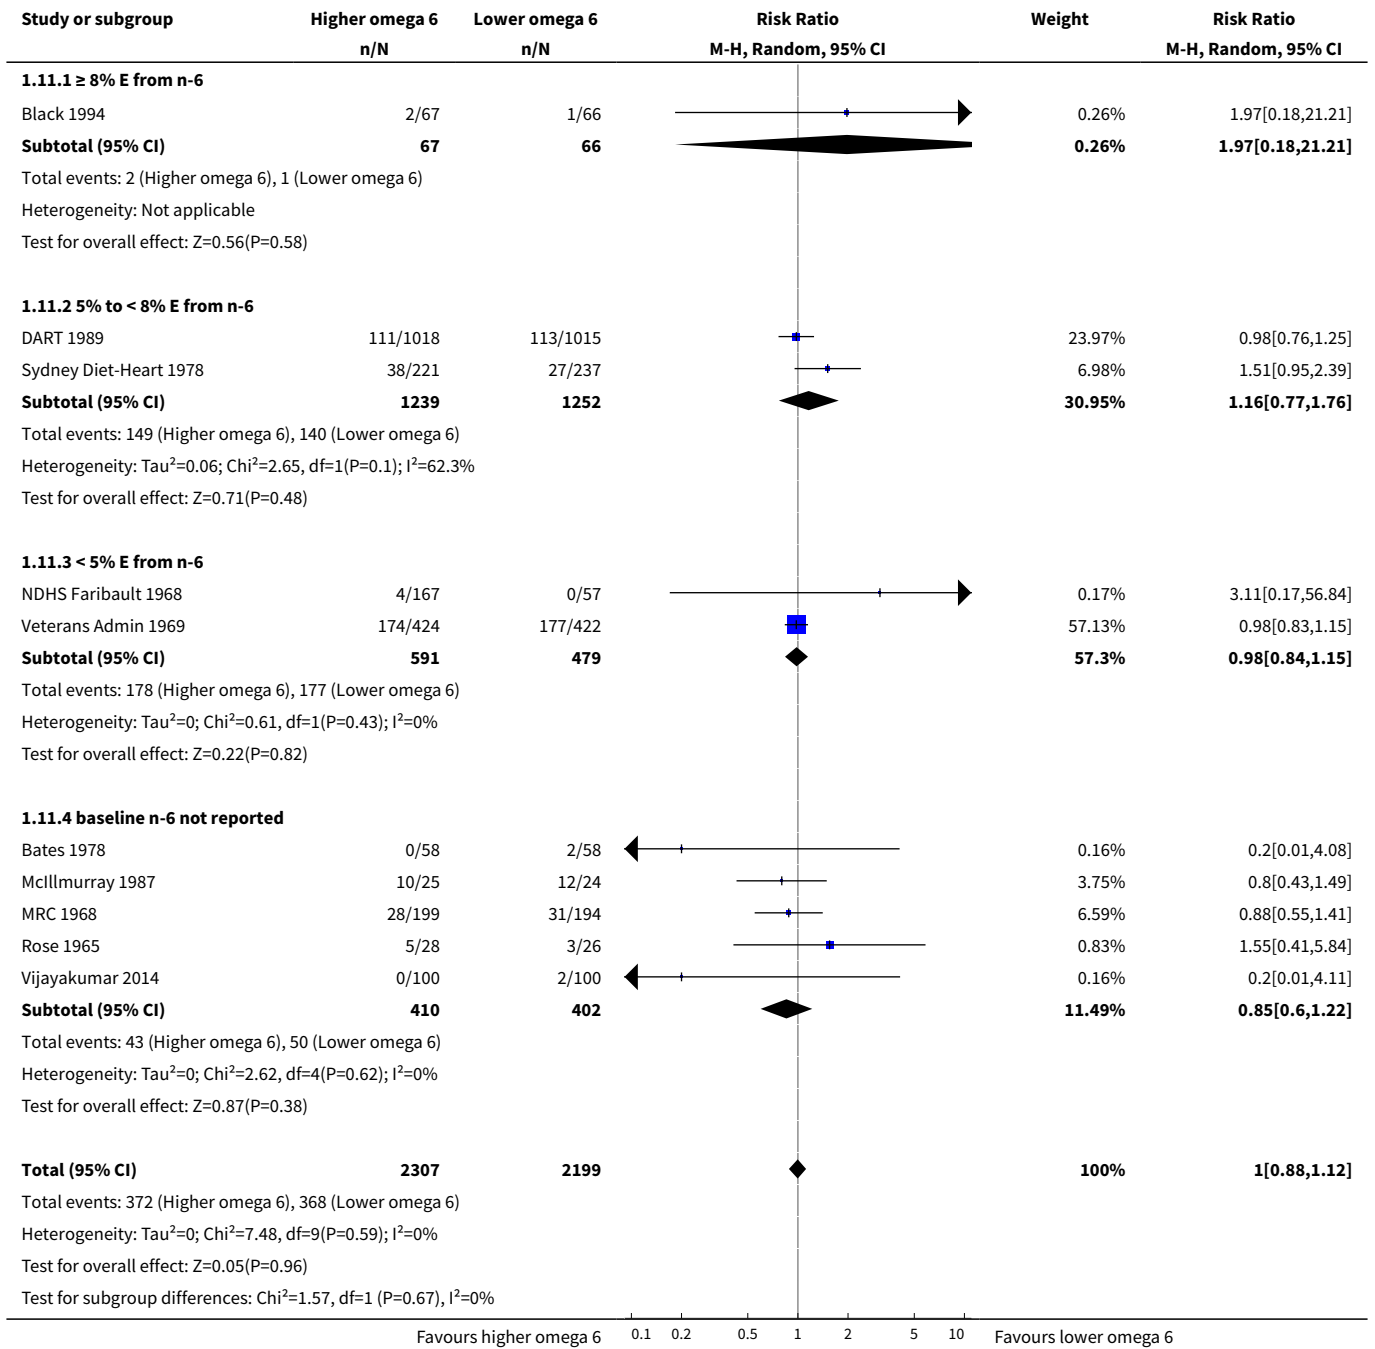 Study or subgroup Higher omega 6 Lower omega 6 Risk Ratio Weight Risk Ratio
n/N n/N M-H, Random, 95% CI M-H, Random, 95% CI
1.11.1 ≥ 8% E from n-6
Black 1994 2/67 1/66 0.26% 1.97[0.18,21.21]
Subtotal (95% CI) 67 66 0.26% 1.97[0.18,21.21]
Total events: 2 (Higher omega 6), 1 (Lower omega 6)
Heterogeneity: Not applicable
Test for overall effect: Z=0.56(P=0.58)
1.11.2 5% to < 8% E from n-6
DART 1989 111/1018 113/1015 23.97% 0.98[0.76,1.25]
Sydney Diet-Heart 1978 38/221 27/237 6.98% 1.51[0.95,2.39]
Subtotal (95% CI) 1239 1252 30.95% 1.16[0.77,1.76]
Total events: 149 (Higher omega 6), 140 (Lower omega 6)
Heterogeneity: Tau²=0.06; Chi²=2.65, df=1(P=0.1); I²=62.3%
Test for overall effect: Z=0.71(P=0.48)
1.11.3 < 5% E from n-6
NDHS Faribault 1968 4/167 0/57 0.17% 3.11[0.17,56.84]
Veterans Admin 1969 174/424 177/422 57.13% 0.98[0.83,1.15]
Subtotal (95% CI) 591 479 57.3% 0.98[0.84,1.15]
Total events: 178 (Higher omega 6), 177 (Lower omega 6)
Heterogeneity: Tau²=0; Chi²=0.61, df=1(P=0.43); I²=0%
Test for overall effect: Z=0.22(P=0.82)
1.11.4 baseline n-6 not reported
Bates 1978 0/58 2/58 0.16% 0.2[0.01,4.08]
McIllmurray 1987 10/25 12/24 3.75% 0.8[0.43,1.49]
MRC 1968 28/199 31/194 6.59% 0.88[0.55,1.41]
Rose 1965 5/28 3/26 0.83% 1.55[0.41,5.84]
Vijayakumar 2014 0/100 2/100 0.16% 0.2[0.01,4.11]
Subtotal (95% CI) 410 402 11.49% 0.85[0.6,1.22]
Total events: 43 (Higher omega 6), 50 (Lower omega 6)
Heterogeneity: Tau²=0; Chi²=2.62, df=4(P=0.62); I²=0%
Test for overall effect: Z=0.87(P=0.38)
Total (95% CI) 2307 2199 100% 1[0.88,1.12]
Total events: 372 (Higher omega 6), 368 (Lower omega 6)
Heterogeneity: Tau²=0; Chi²=7.48, df=9(P=0.59); I²=0%
Test for overall effect: Z=0.05(P=0.96)
Test for subgroup differences: Chi²=1.57, df=1 (P=0.67), I²=0%
Favours higher omega 6 0.1 0.2 0.5 1 2 5 10 Favours lower omega 6